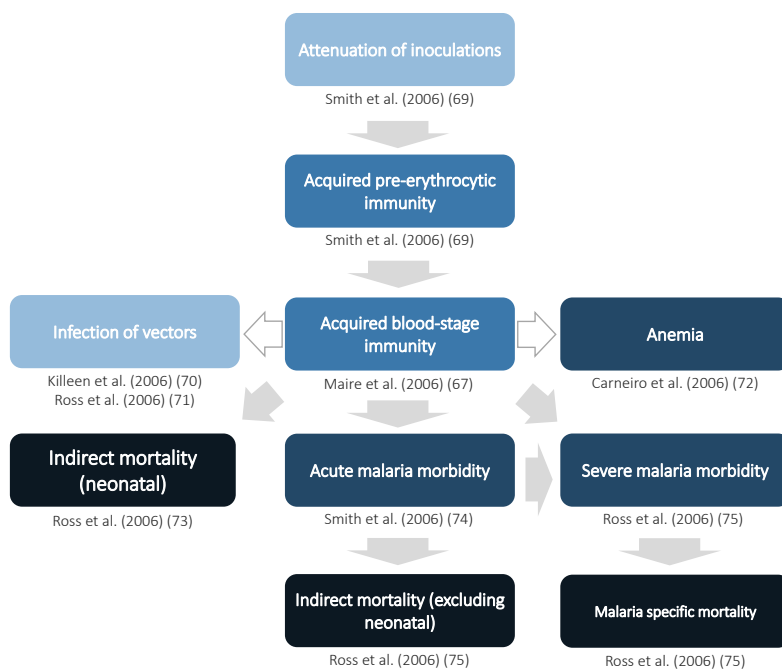 Attenuation of inoculations
Smith et al. (2006) (69)
Acquired pre-erythrocytic
immunity
Smith et al. (2006) (69)
Infection of vectors
Killeen et al. (2006) (70)
Ross et al. (2006) (71)
Acquired blood-stage
immunity
Maire et al. (2006) (67)
Anemia
Carneiro et al. (2006) (72)
Indirect mortality
(neonatal)
Ross et al. (2006) (73)
Acute malaria morbidity
Smith et al. (2006) (74)
Severe malaria morbidity
Ross et al. (2006) (75)
Indirect mortality (excluding
neonatal)
Ross et al. (2006) (75)
Malaria specific mortality
Ross et al. (2006) (75)